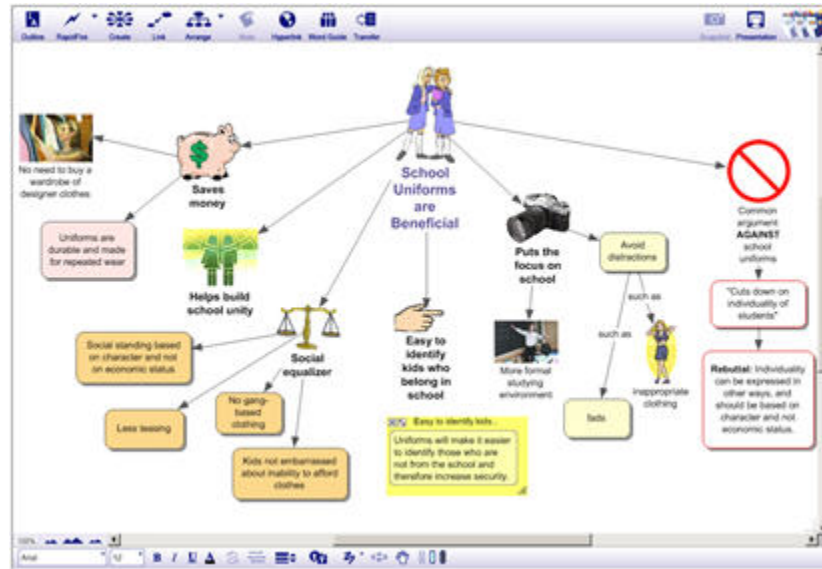 Outline RapidFire Create Link Arrange Note Hyperlink Word Guide Transfer Snapshot Presentation
School
Uniforms
are
Beneficial
No need to buy a
wardrobe of
designer clothes
Saves
money
Uniforms are
durable and made
for repeated wear
Helps build
school unity
Social standing based
on character and not
on economic status
Social
equalizer
Less teasing
No gang-
based
clothing
Kids not embarrassed
about inability to afford
clothes
Easy to
identify
kids who
belong in
school
Easy to identify kids...
Uniforms will make it easier
to identify those who are
not from the school and
therefore increase security.
Puts the
focus on
school
More formal
studying
environment
Avoid
distractions
such as
such as
fads
inappropriate
clothing
Common
argument
AGAINST
school
uniforms
"Cuts down on
individuality of
students"
Rebuttal: Individuality
can be expressed in
other ways, and
should be based on
character and not
economic status.
100%
Arial 12 B I U A